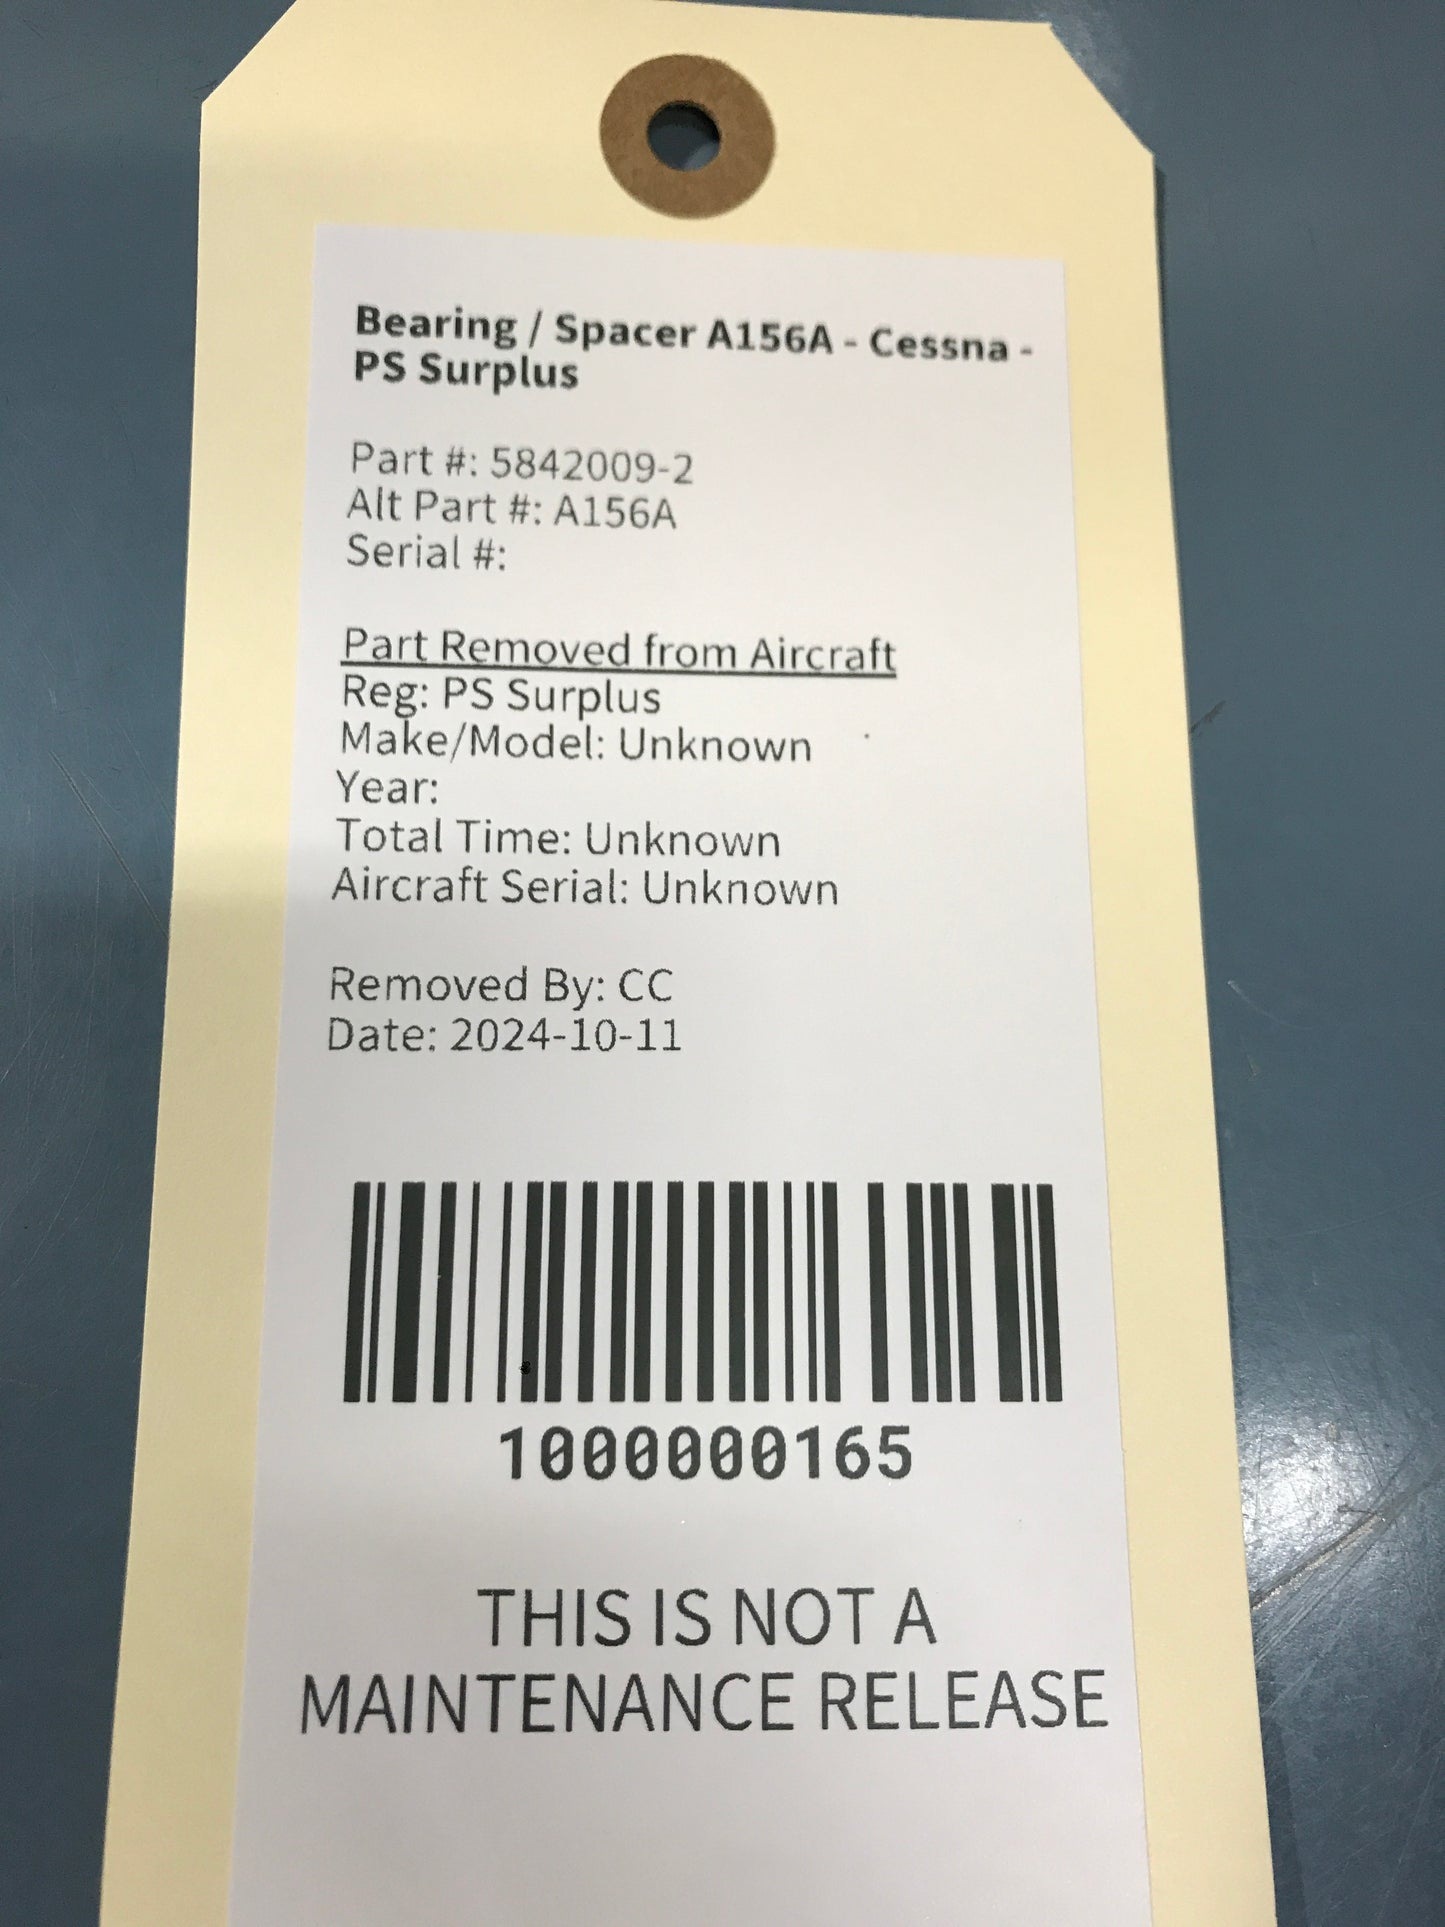 Bearing / Spacer A156A - Cessna -
PS Surplus
Part #: 5842009-2
Alt Part #: A156A
Serial #:
Part Removed from Aircraft
Reg: PS Surplus
Make/Model: Unknown
Year:
Total Time: Unknown
Aircraft Serial: Unknown
Removed By: CC
Date: 2024-10-11
1000000165
THIS IS NOT A
MAINTENANCE RELEASE